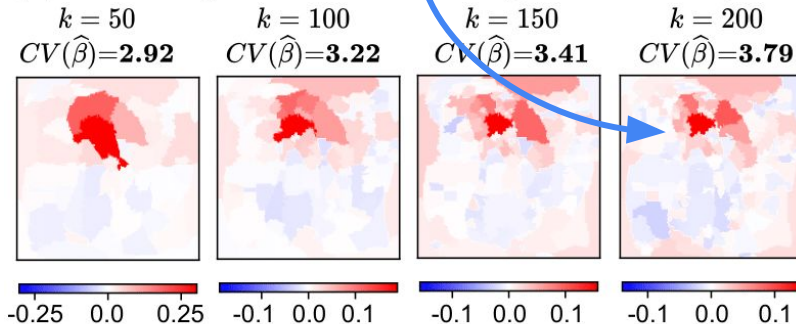 k = 50 k = 100 k = 150 k = 200
CV(β̂)=2.92 CV(β̂)=3.22 CV(β̂)=3.41 CV(β̂)=3.79
-0.25 0.0 0.25 -0.1 0.0 0.1 -0.1 0.0 0.1 -0.1 0.0 0.1